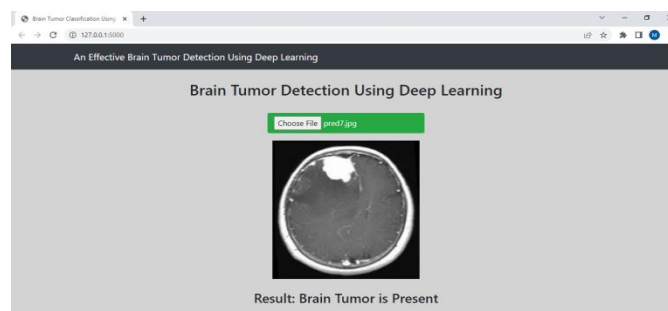 Brain Tumor Classification Using
127.0.0.1:5000
M
An Effective Brain Tumor Detection Using Deep Learning
Brain Tumor Detection Using Deep Learning
Choose File pred7.jpg
Result: Brain Tumor is Present